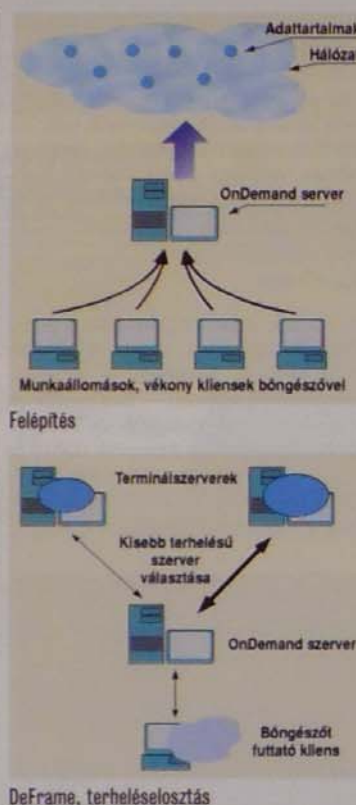 Adattartalmak
Hálózat
OnDemand server
Munkaállomások, vékony kliensek böngészővel
Felépítés
Terminálszerverek
Kisebb terhelésű
szerver
választása
OnDemand szerver
Böngészőt
futtató kliens
DeFrame, terheléselosztás